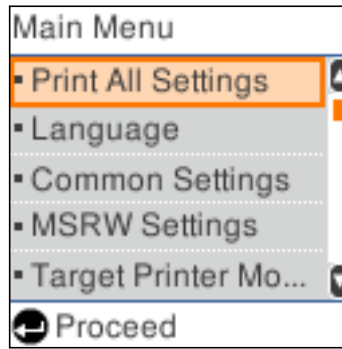 Main Menu
Print All Settings
Language
Common Settings
MSRW Settings
Target Printer Mo...
Proceed